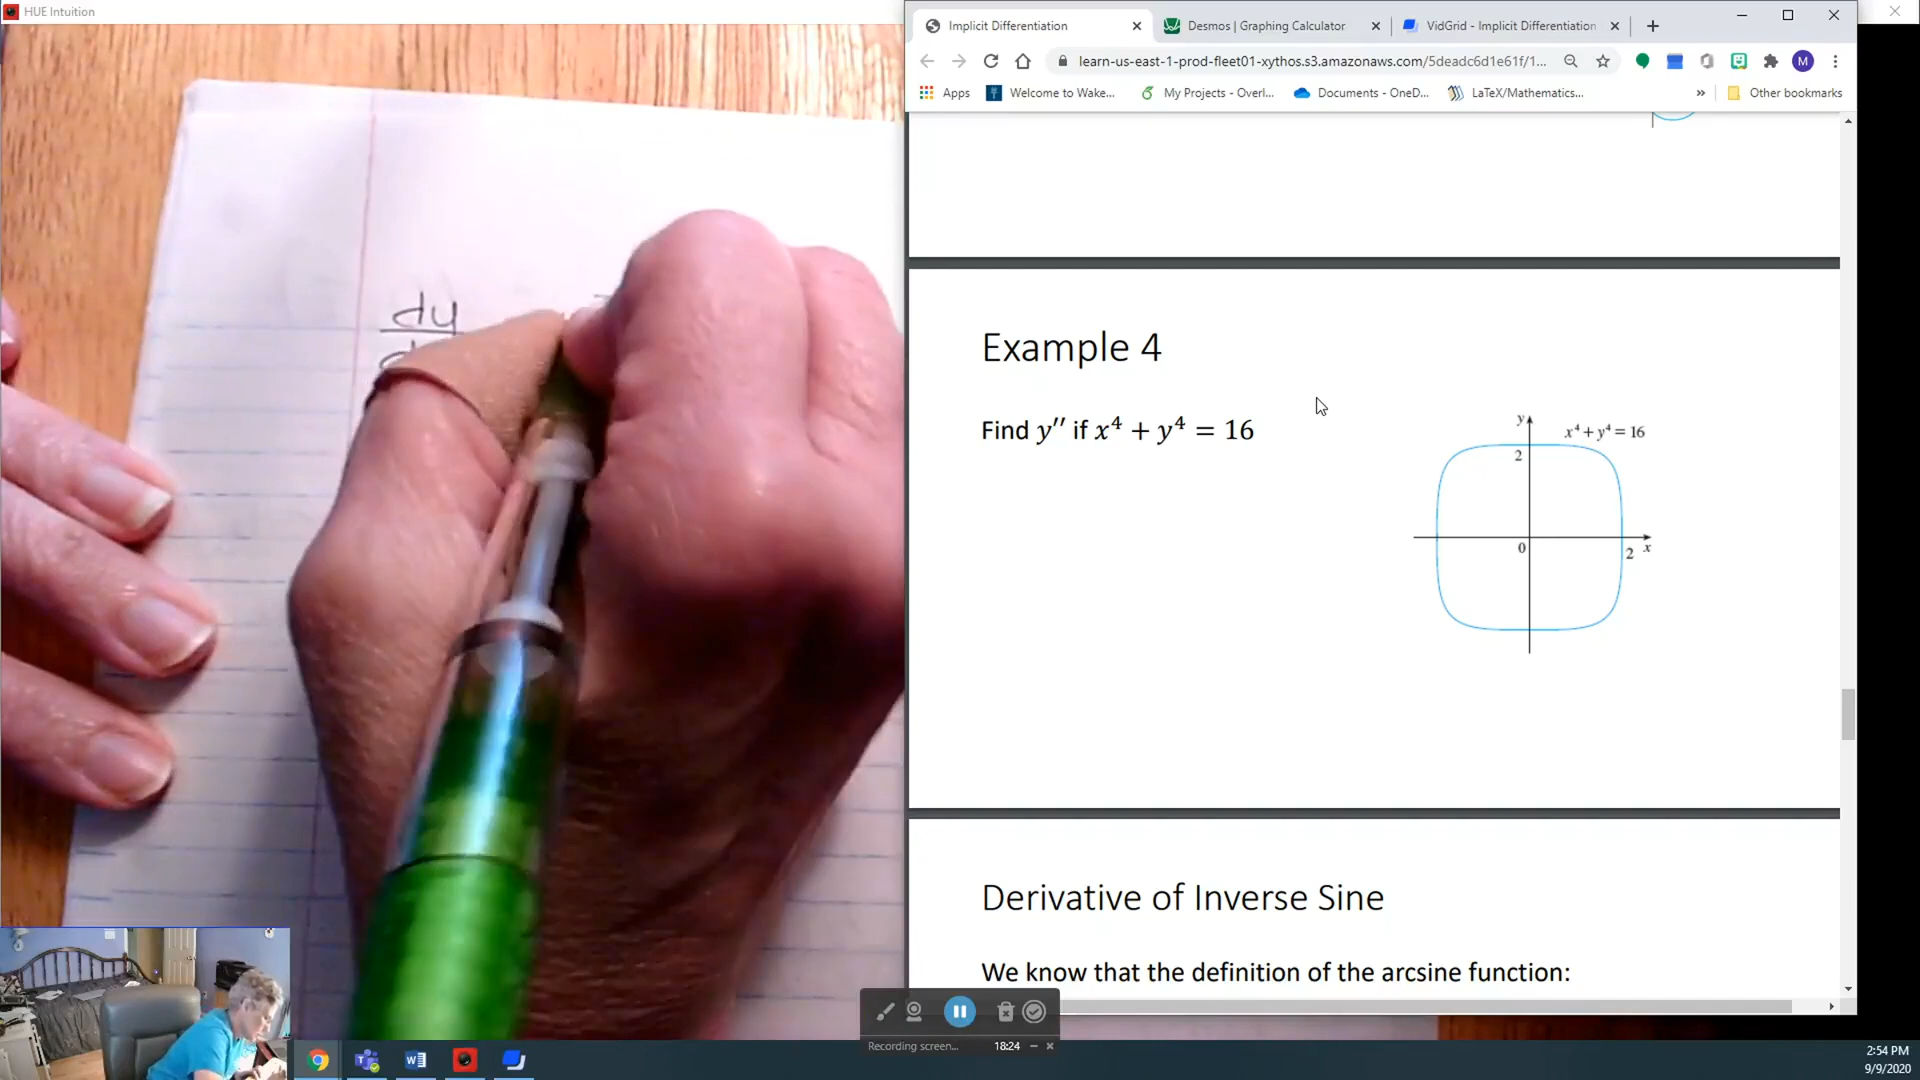 HUE Intuition
Implicit Differentiation
Desmos | Graphing Calculator
VidGrid - Implicit Differentiation
learn-us-east-1-prod-fleet01-xythos.s3.amazonaws.com/5deadc6d1e61f/1...
M
Apps
Welcome to Wake...
My Projects - Overl...
Documents - OneD...
LaTeX/Mathematics...
»
Other bookmarks
dy
Example 4
Find y′′ if x⁴ + y⁴ = 16
y
x⁴ + y⁴ = 16
2
0
2
x
Derivative of Inverse Sine
We know that the definition of the arcsine function:
Recording screen...
18:24
2:54 PM
9/9/2020